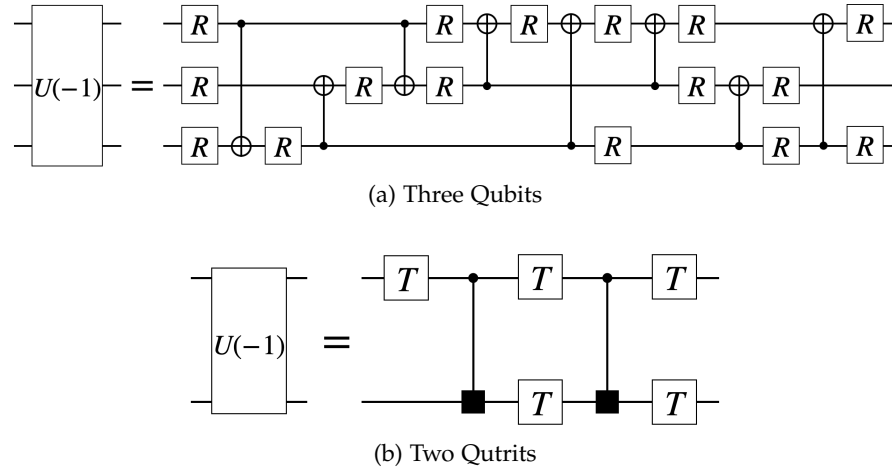 R R R R R R
U(−1) = R R R R R
R R R R R
(a) Three Qubits
T T T
U(−1) =
T T
(b) Two Qutrits